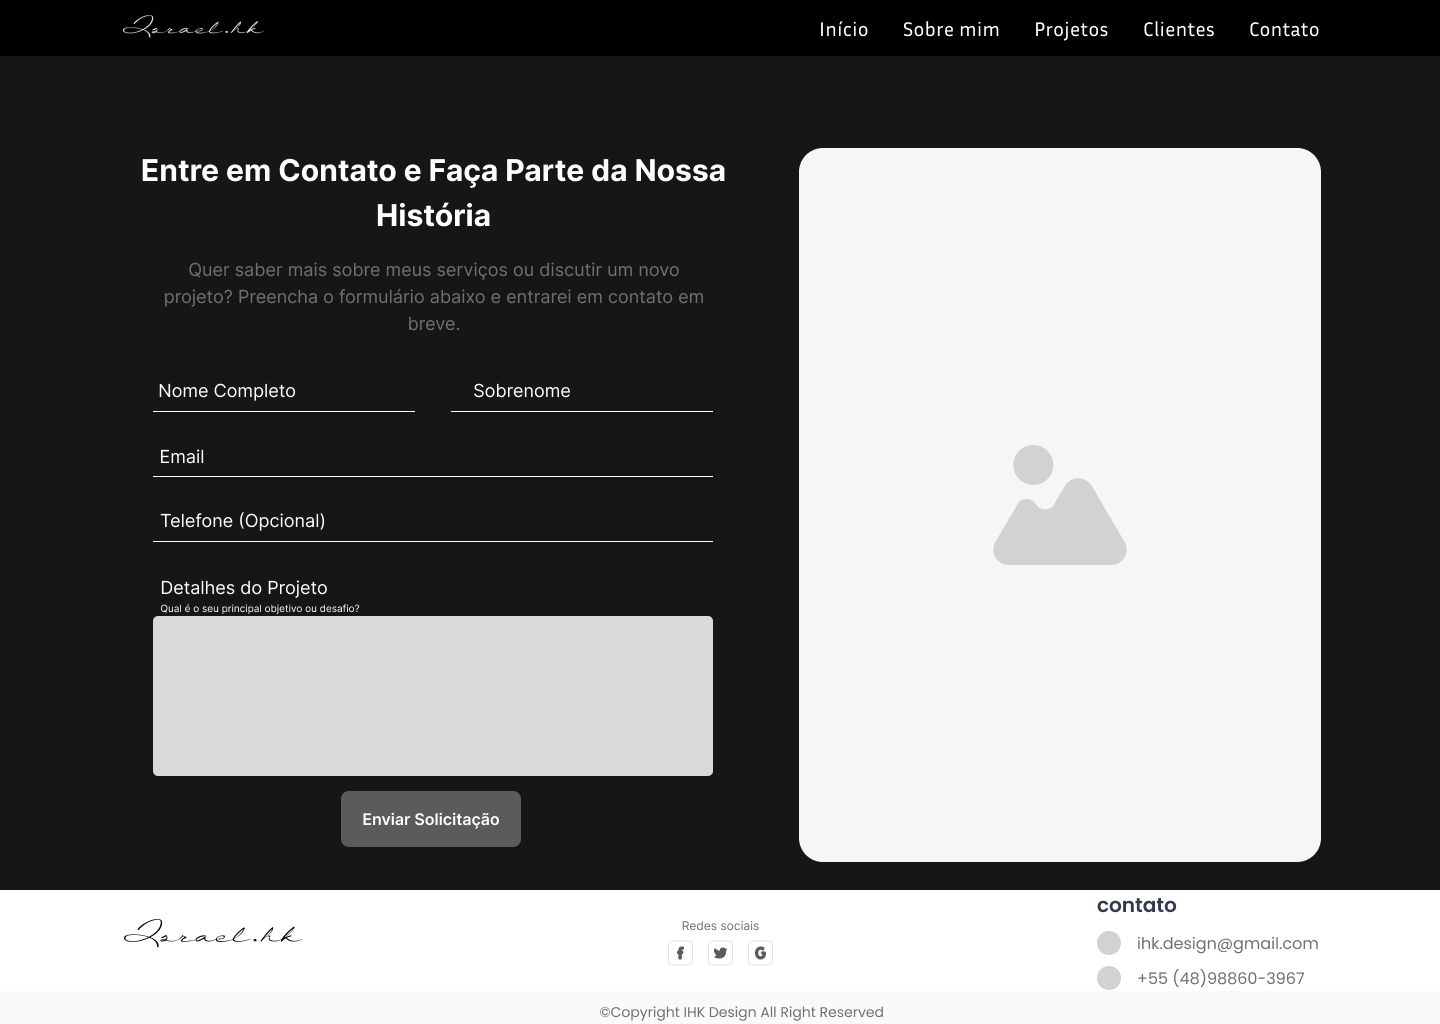 Israel.hk
Início Sobre mim Projetos Clientes Contato
Entre em Contato e Faça Parte da Nossa
História
Quer saber mais sobre meus serviços ou discutir um novo
projeto? Preencha o formulário abaixo e entrarei em contato em
breve.
Nome Completo Sobrenome
Email
Telefone (Opcional)
Detalhes do Projeto
Qual é o seu principal objetivo ou desafio?
Enviar Solicitação
Israel.hk
Redes sociais
contato
ihk.design@gmail.com
+55 (48)98860-3967
©Copyright IHK Design All Right Reserved